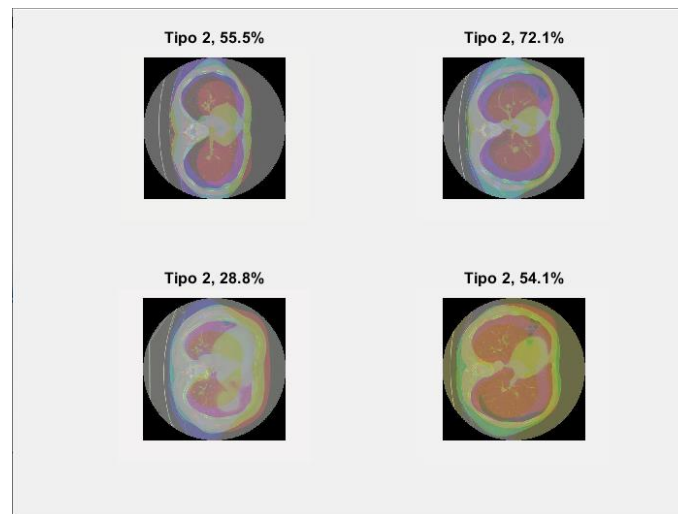 Tipo 2, 55.5%
Tipo 2, 72.1%
Tipo 2, 28.8%
Tipo 2, 54.1%